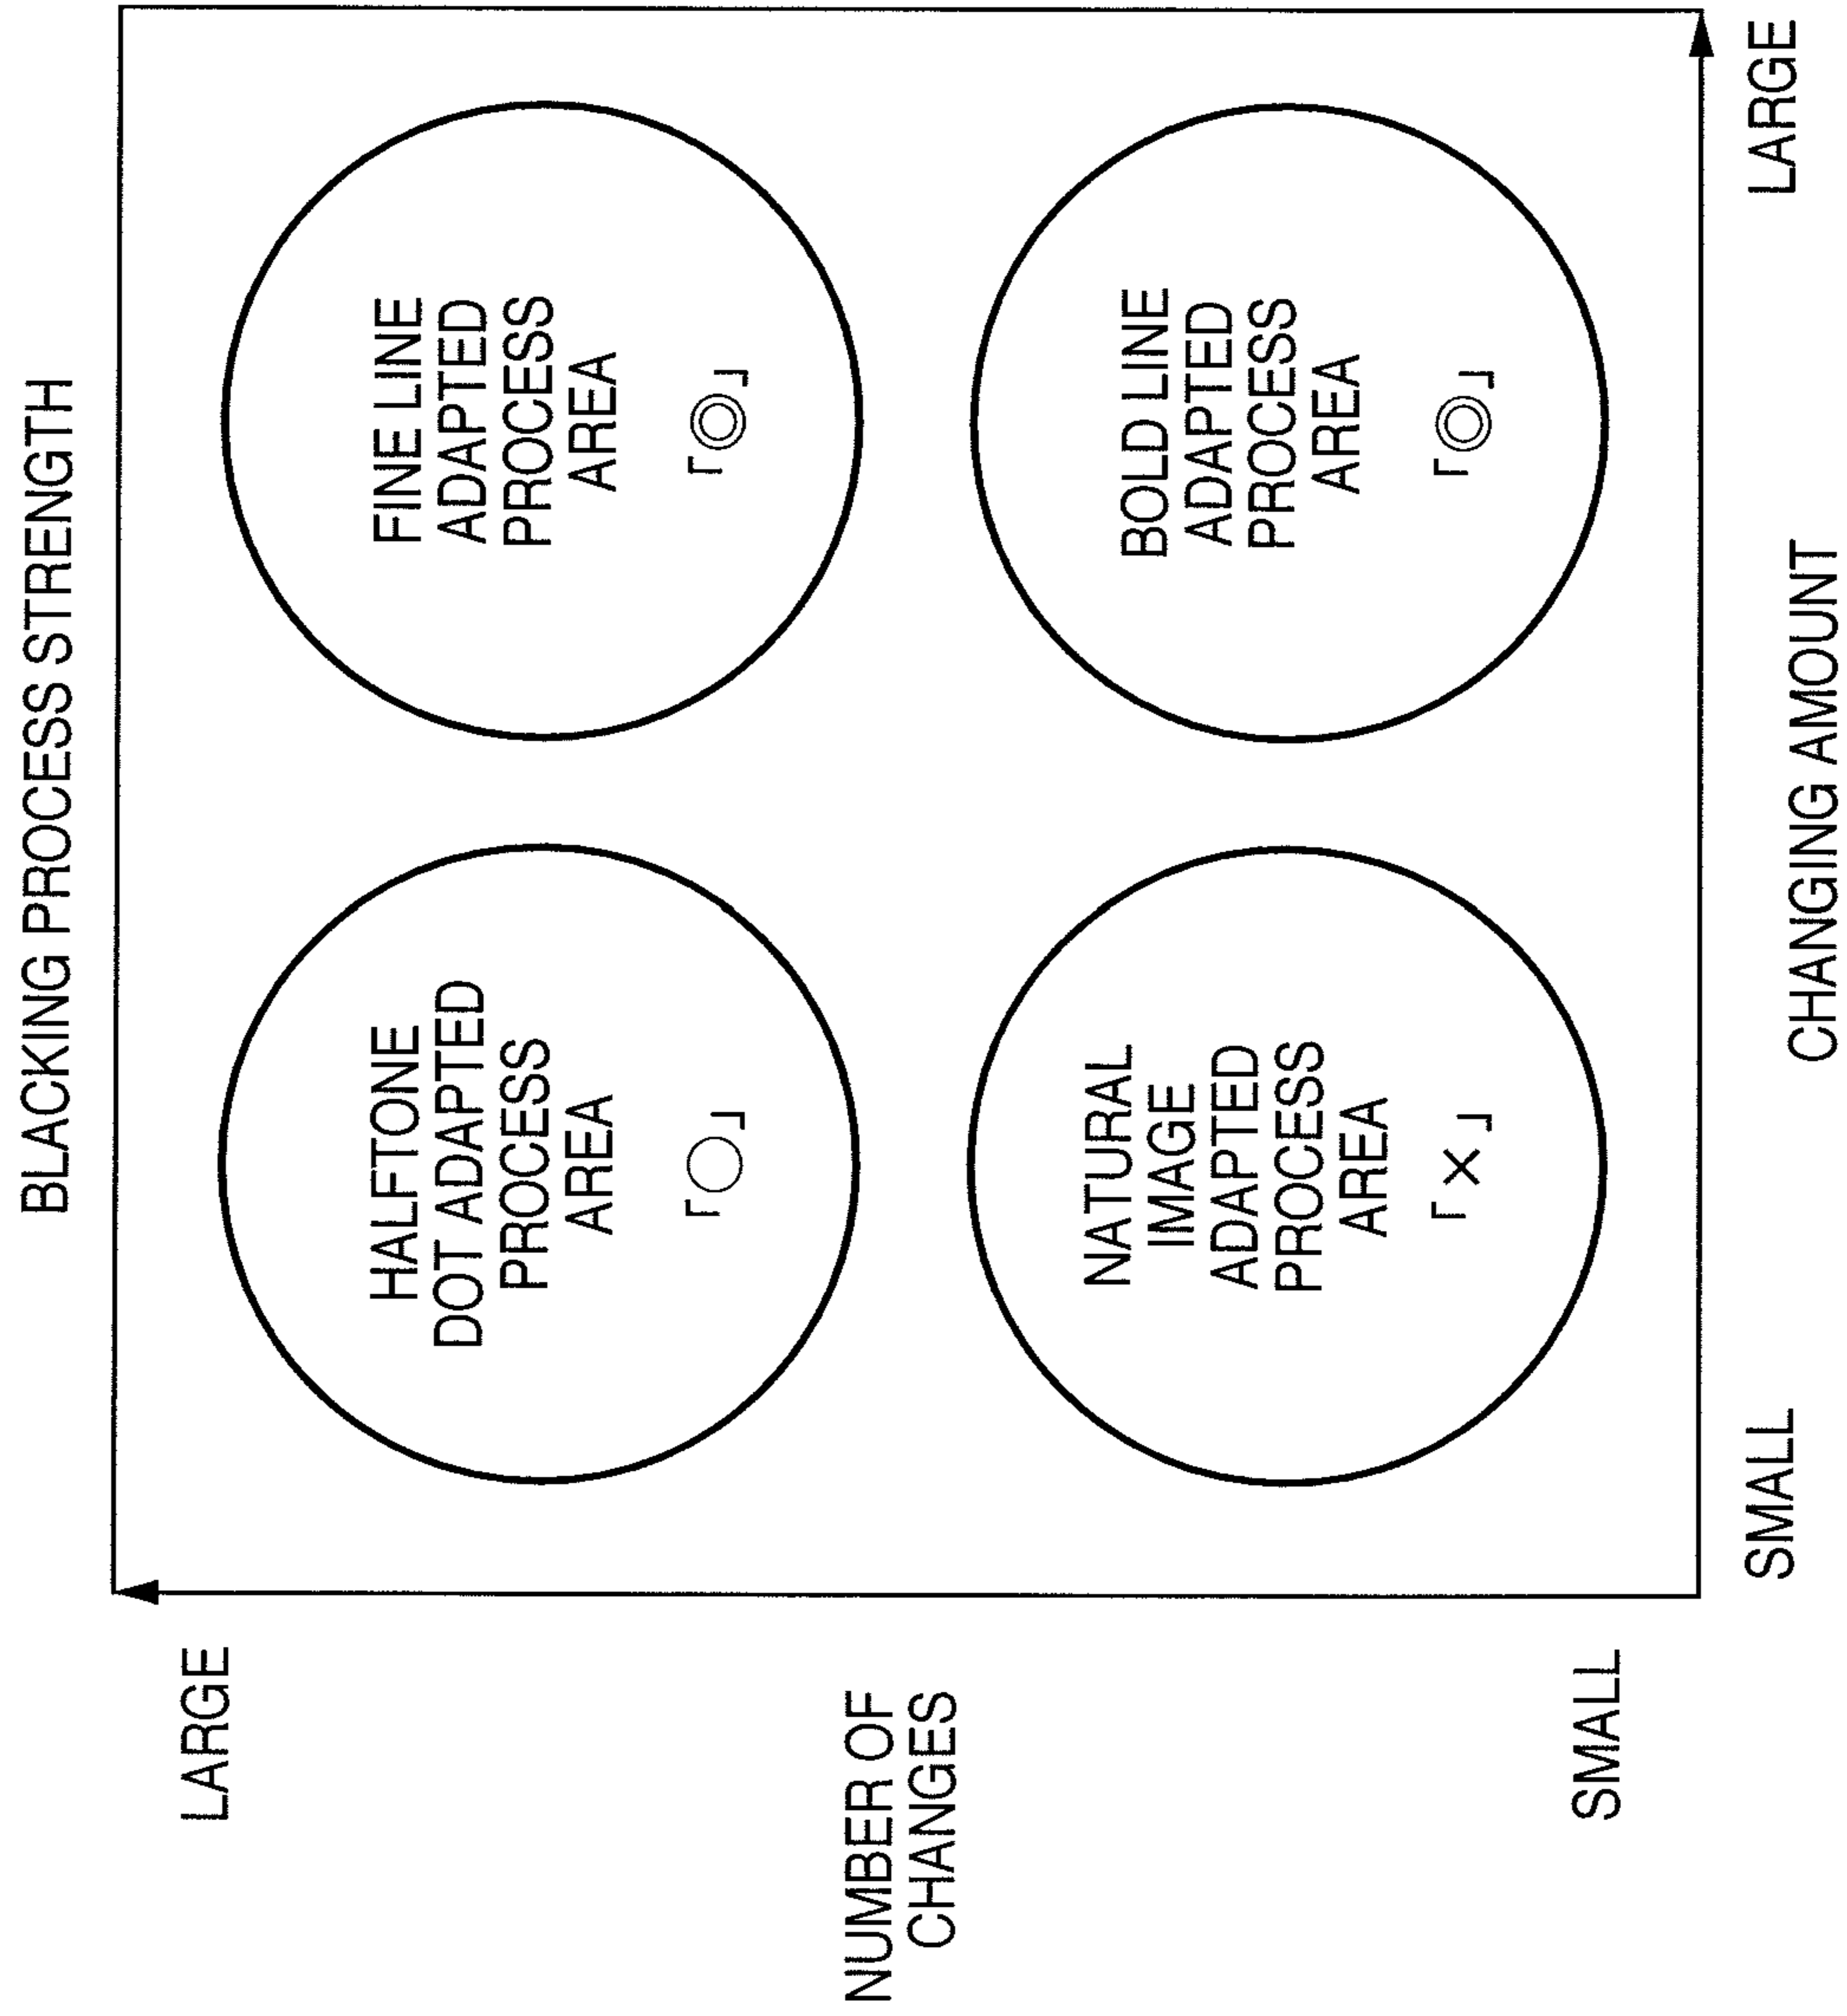 BLACKING PROCESS STRENGTH
LARGE
HALFTONE
DOT ADAPTED
PROCESS
AREA
「○」
FINE LINE
ADAPTED
PROCESS
AREA
「◎」
NUMBER OF
CHANGES
NATURAL
IMAGE
ADAPTED
PROCESS
AREA
「×」
BOLD LINE
ADAPTED
PROCESS
AREA
「◎」
SMALL
SMALL
LARGE
CHANGING AMOUNT